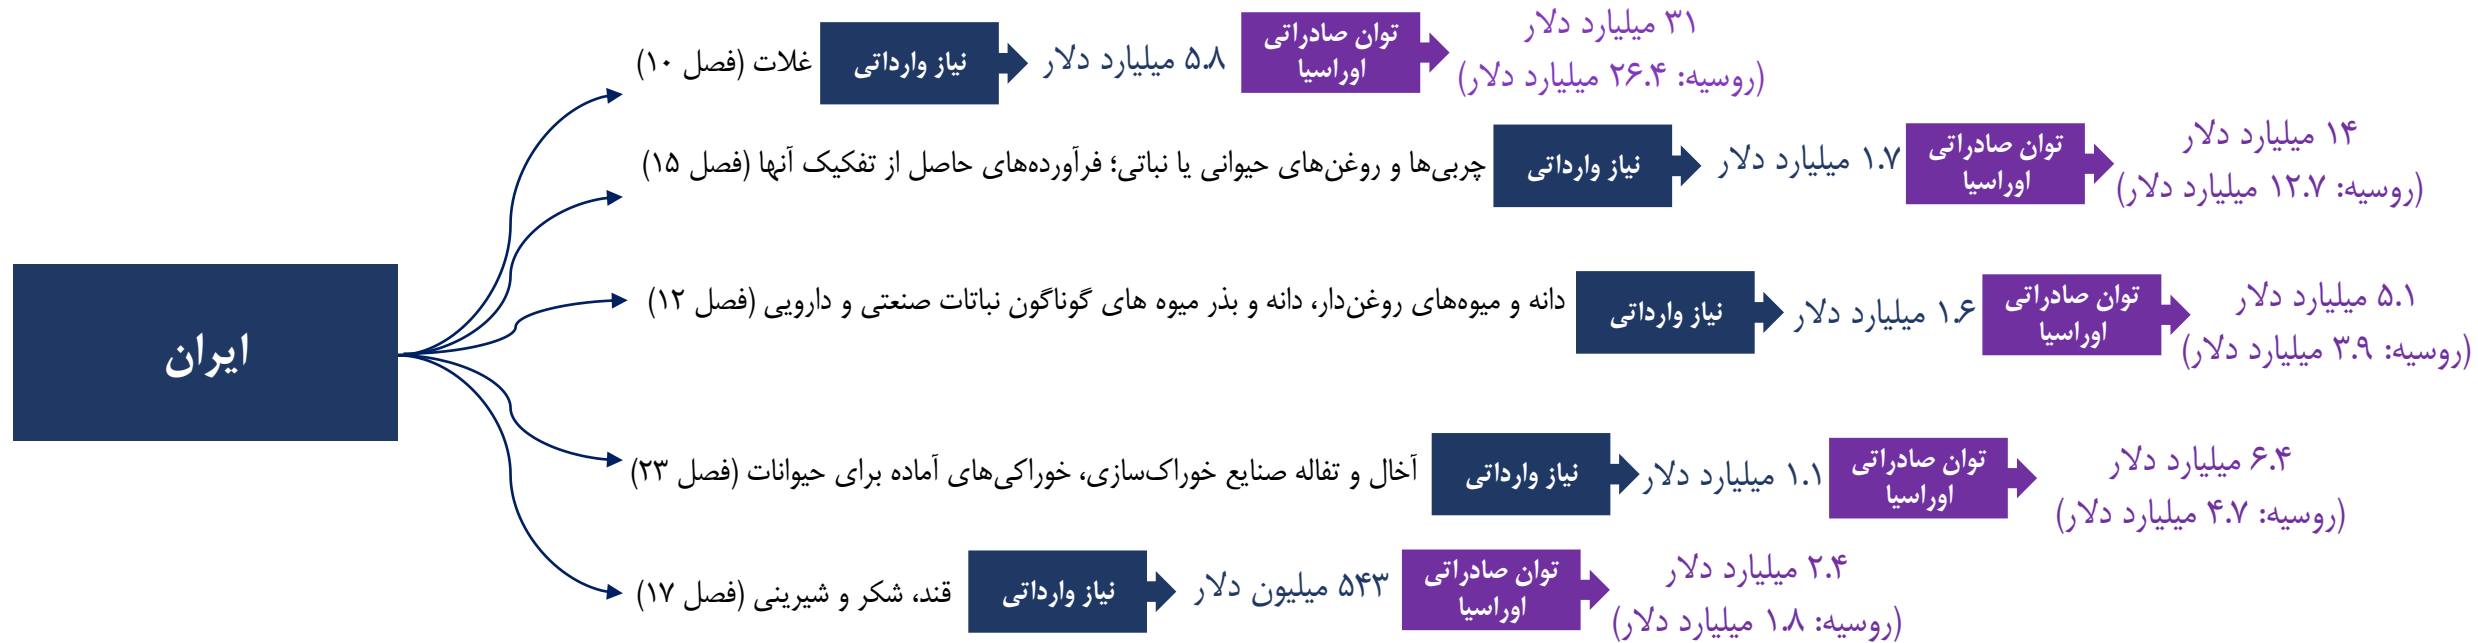 ایران
غلات (فصل ۱۰)
نیاز وارداتی
۵.۸ میلیارد دلار
توان صادراتی
اوراسیا
۳۱ میلیارد دلار
(روسیه: ۲۶.۴ میلیارد دلار)
چربی‌ها و روغن‌های حیوانی یا نباتی؛ فرآورده‌های حاصل از تفکیک آنها (فصل ۱۵)
نیاز وارداتی
۱.۷ میلیارد دلار
توان صادراتی
اوراسیا
۱۴ میلیارد دلار
(روسیه: ۱۲.۷ میلیارد دلار)
دانه و میوه‌های روغن‌دار، دانه و بذر میوه های گوناگون نباتات صنعتی و دارویی (فصل ۱۲)
نیاز وارداتی
۱.۶ میلیارد دلار
توان صادراتی
اوراسیا
۵.۱ میلیارد دلار
(روسیه: ۳.۹ میلیارد دلار)
آخال و تفاله صنایع خوراک‌سازی، خوراکی‌های آماده برای حیوانات (فصل ۲۳)
نیاز وارداتی
۱.۱ میلیارد دلار
توان صادراتی
اوراسیا
۶.۴ میلیارد دلار
(روسیه: ۴.۷ میلیارد دلار)
قند، شکر و شیرینی (فصل ۱۷)
نیاز وارداتی
۵۴۳ میلیون دلار
توان صادراتی
اوراسیا
۲.۴ میلیارد دلار
(روسیه: ۱.۸ میلیارد دلار)